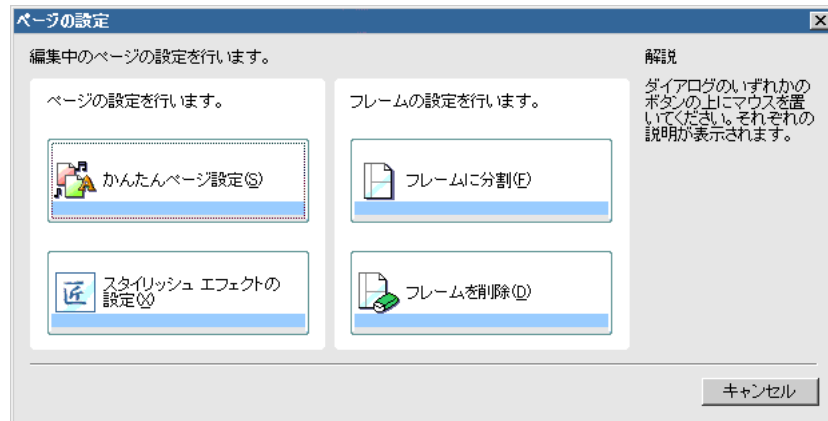 ページの設定
編集中のページの設定を行います。
ページの設定を行います。
かんたんページ設定(S)
スタイリッシュ エフェクトの
設定(X)
フレームの設定を行います。
フレームに分割(F)
フレームを削除(D)
解説
ダイアログのいずれかの
ボタンの上にマウスを置
いてください。それぞれの
説明が表示されます。
キャンセル
匠